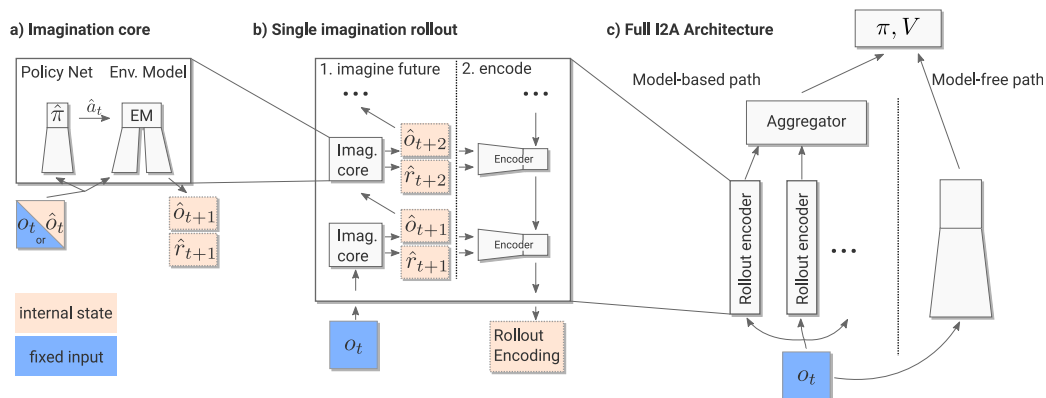 a) Imagination core
Policy Net
Env. Model
π̂
â_t
EM
o_t
or
ô_t
ô_{t+1}
r̂_{t+1}
internal state
fixed input
b) Single imagination rollout
1. imagine future
2. encode
...
...
Imag.
core
ô_{t+2}
r̂_{t+2}
Encoder
Imag.
core
ô_{t+1}
r̂_{t+1}
Encoder
o_t
Rollout
Encoding
c) Full I2A Architecture
π, V
Model-based path
Model-free path
Aggregator
Rollout encoder
Rollout encoder
...
o_t